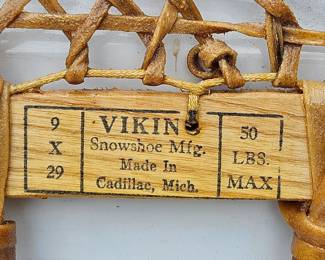 9
X
29
VIKIN
Snowshoe Mfg.
Made In
Cadillac, Mich.
50
LBS.
MAX